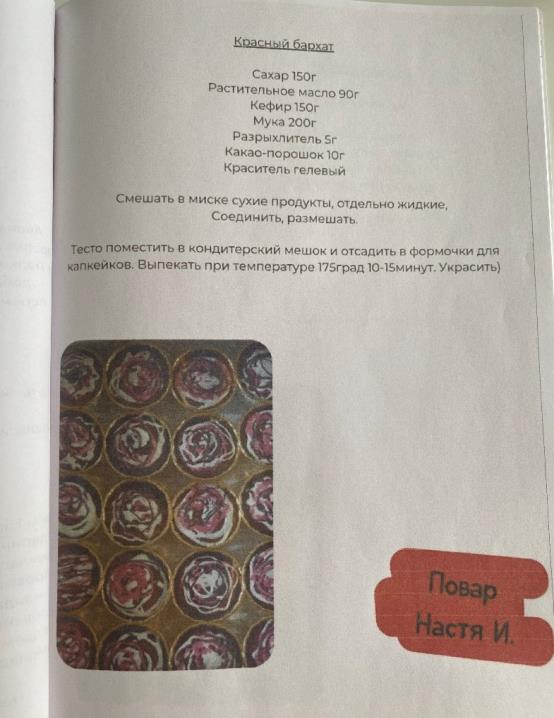 Красный бархат
Сахар 150г
Растительное масло 90г
Кефир 150г
Мука 200г
Разрыхлитель 5г
Какао-порошок 10г
Краситель гелевый
Смешать в миске сухие продукты, отдельно жидкие,
Соединить, размешать.
Тесто поместить в кондитерский мешок и отсадить в формочки для
капкейков. Выпекать при температуре 175град 10-15минут. Украсить)
Повар
Настя И.